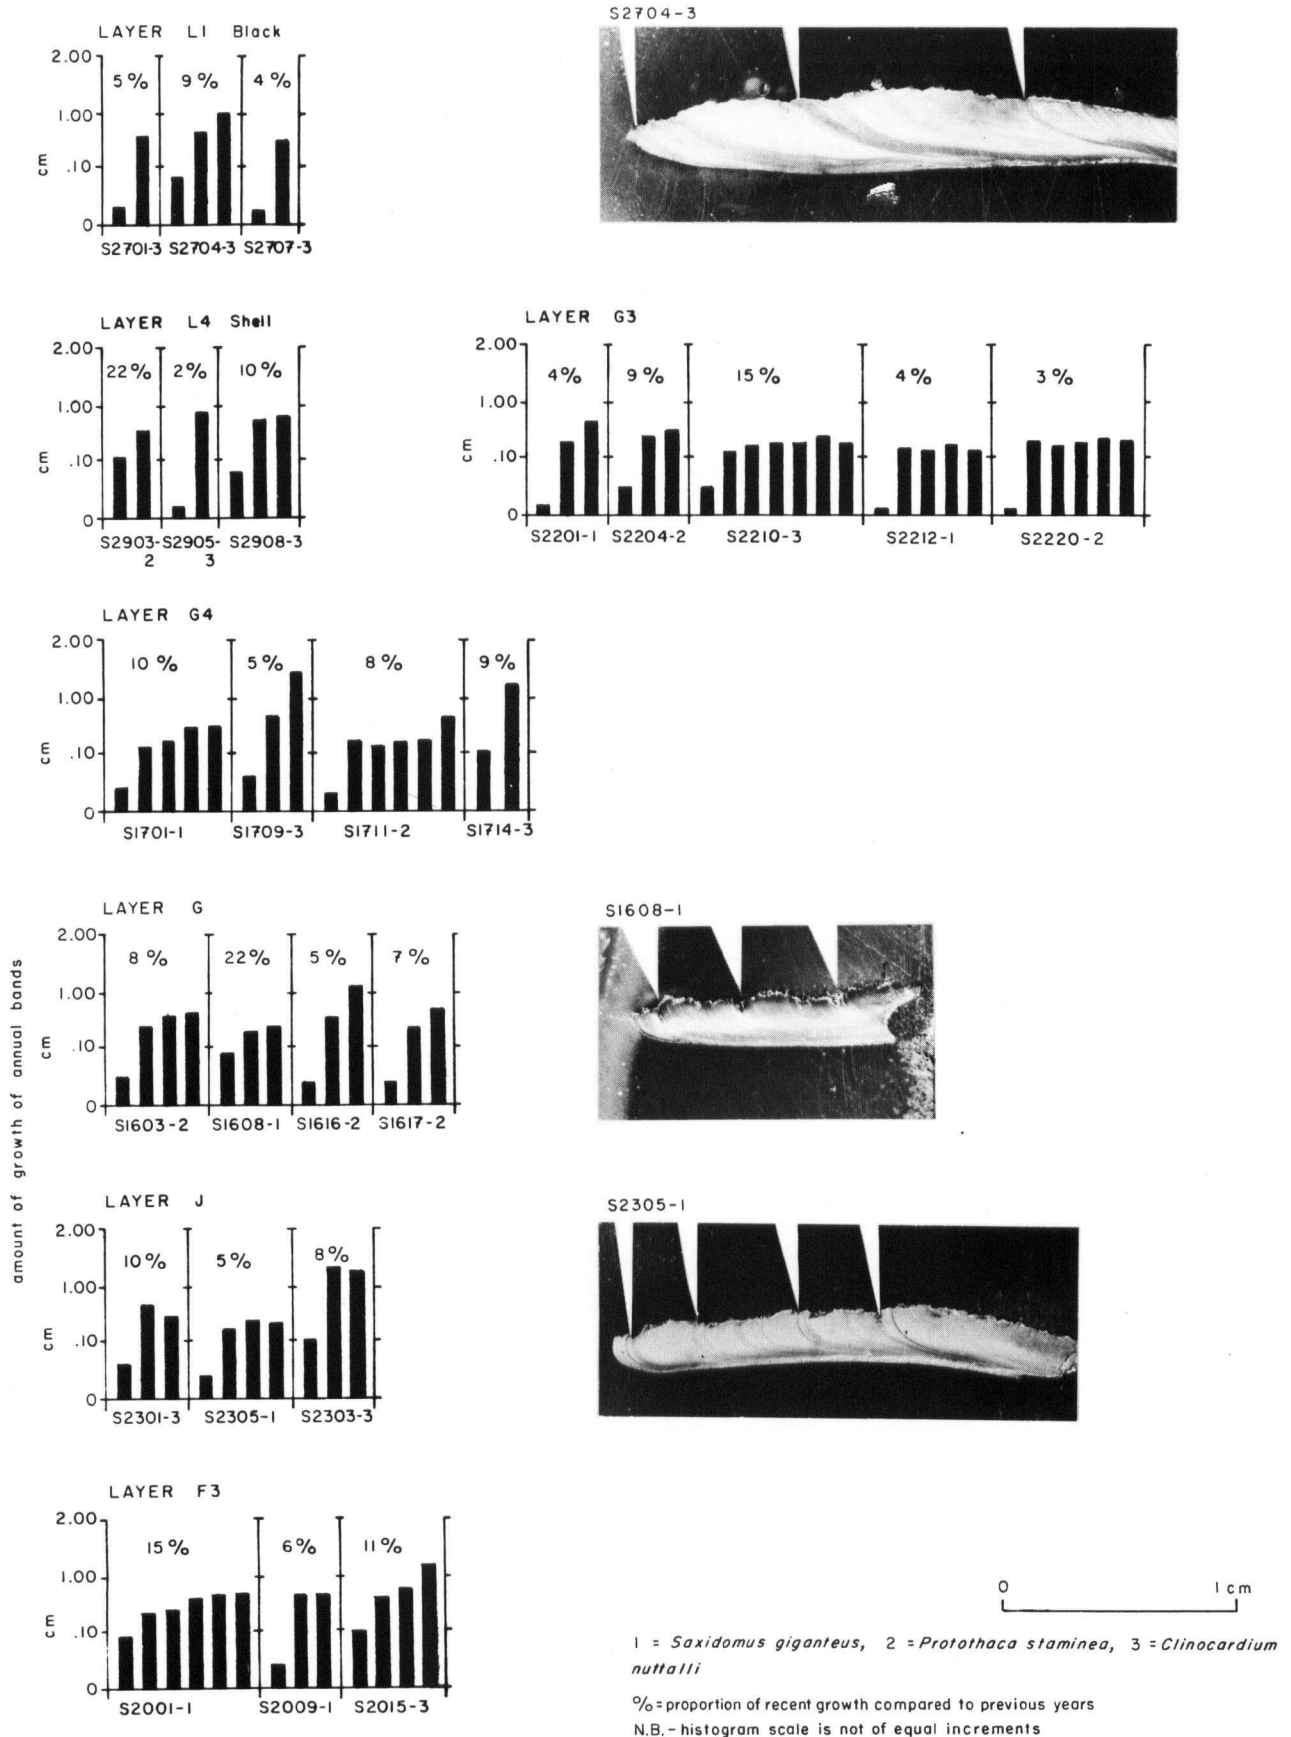 LAYER L1 Black
2.00
1.00
.10
0
cm
5% 9% 4%
S2701-3 S2704-3 S2707-3
S2704-3
LAYER L4 Shell
2.00
1.00
.10
0
cm
22% 2% 10%
S2903-2 S2905-3 S2908-3
LAYER G3
2.00
1.00
.10
0
cm
4% 9% 15% 4% 3%
S2201-1 S2204-2 S2210-3 S2212-1 S2220-2
LAYER G4
2.00
1.00
.10
0
cm
10% 5% 8% 9%
S1701-1 S1709-3 S1711-2 S1714-3
amount of growth of annual bands
LAYER G
2.00
1.00
.10
0
cm
8% 22% 5% 7%
S1603-2 S1608-1 S1616-2 S1617-2
S1608-1
LAYER J
2.00
1.00
.10
0
cm
10% 5% 8%
S2301-3 S2305-1 S2303-3
S2305-1
LAYER F3
2.00
1.00
.10
0
cm
15% 6% 11%
S2001-1 S2009-1 S2015-3
0 1 cm
1 = Saxidomus giganteus, 2 = Protothaca staminea, 3 = Clinocardium
nuttalli
% = proportion of recent growth compared to previous years
N.B. - histogram scale is not of equal increments